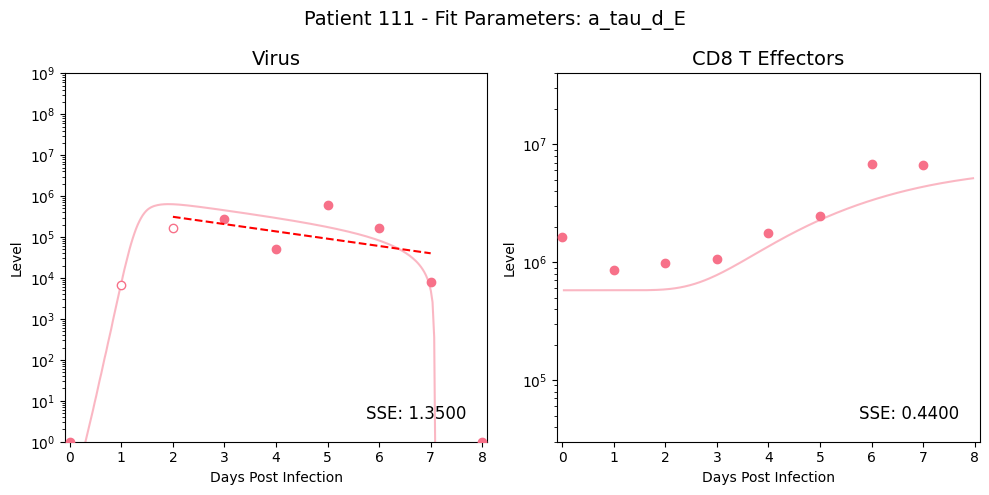 Patient 111 - Fit Parameters: a_tau_d_E
Virus
CD8 T Effectors
10^9
10^8
10^7
10^6
10^5
10^4
10^3
10^2
10^1
10^0
Level
SSE: 1.3500
0 1 2 3 4 5 6 7 8
Days Post Infection
10^7
10^6
10^5
Level
SSE: 0.4400
0 1 2 3 4 5 6 7 8
Days Post Infection